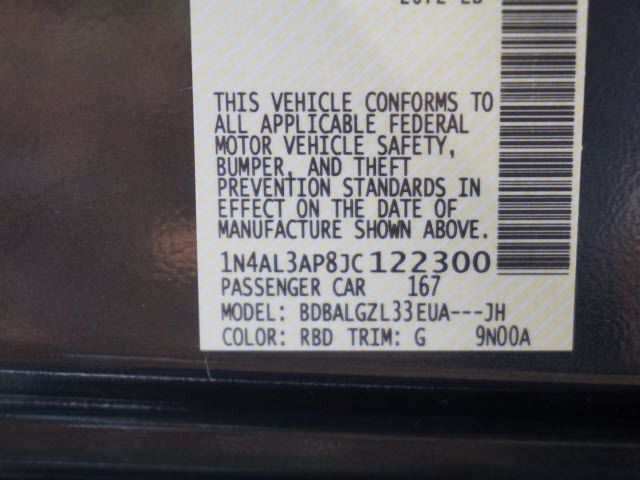 THIS VEHICLE CONFORMS TO
ALL APPLICABLE FEDERAL
MOTOR VEHICLE SAFETY,
BUMPER, AND THEFT
PREVENTION STANDARDS IN
EFFECT ON THE DATE OF
MANUFACTURE SHOWN ABOVE.
1N4AL3AP8JC122300
PASSENGER CAR 167
MODEL: BDBALGZL33EUA---JH
COLOR: RBD TRIM: G 9N00A